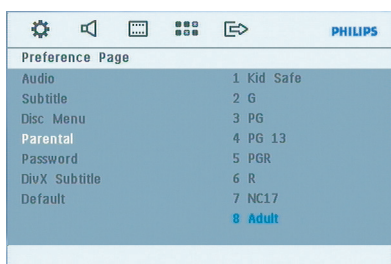 PHILIPS
Preference Page
Audio 1 Kid Safe
Subtitle 2 G
Disc Menu 3 PG
Parental 4 PG 13
Password 5 PGR
DivX Subtitle 6 R
Default 7 NC17
8 Adult